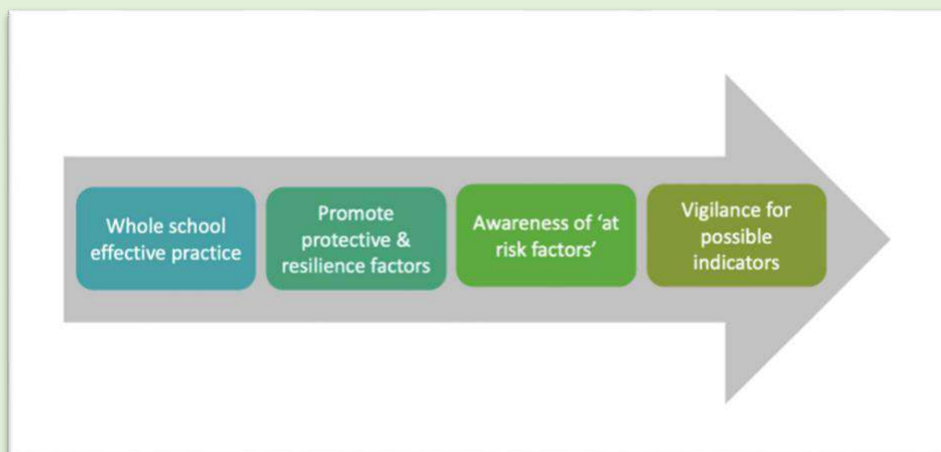 Whole school
effective practice
Promote
protective &
resilience factors
Awareness of 'at
risk factors'
Vigilance for
possible
indicators